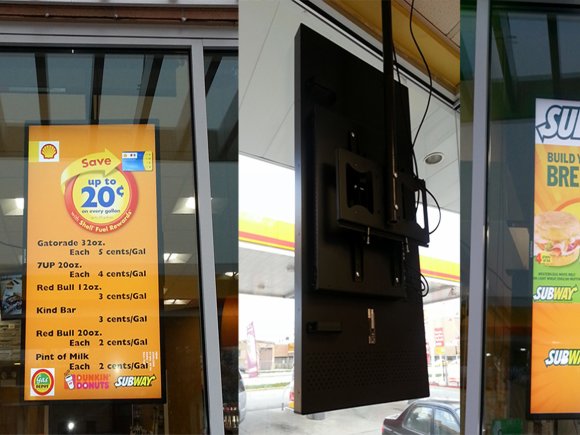 Save
up to
20¢
on every gallon
with Shell Fuel Rewards
Gatorade 32oz.
Each 5 cents/Gal
7UP 20oz.
Each 4 cents/Gal
Red Bull 12oz.
3 cents/Gal
Kind Bar
3 cents/Gal
Red Bull 20oz.
Each 2 cents/Gal
Pint of Milk
Each 2 cents/Gal
DUNKIN'
DONUTS
SUBWAY
SU
BUILD Y
BRE
SUBWAY
SUBWA